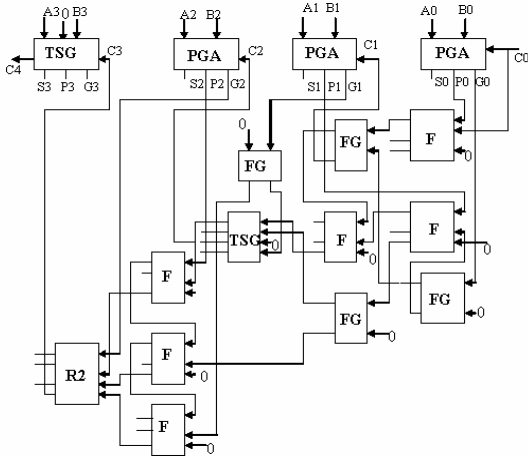 A3 0 B3 A2 B2 A1 B1 A0 B0
TSG C3 PGA C2 PGA C1 PGA C0
C4
S3 P3 G3 S2 P2 G2 S1 P1 G1 S0 P0 G0
0
FG F
0
FG
TSG 0 F 0 F 0
F
FG FG 0
0
F
R2 0
F 0